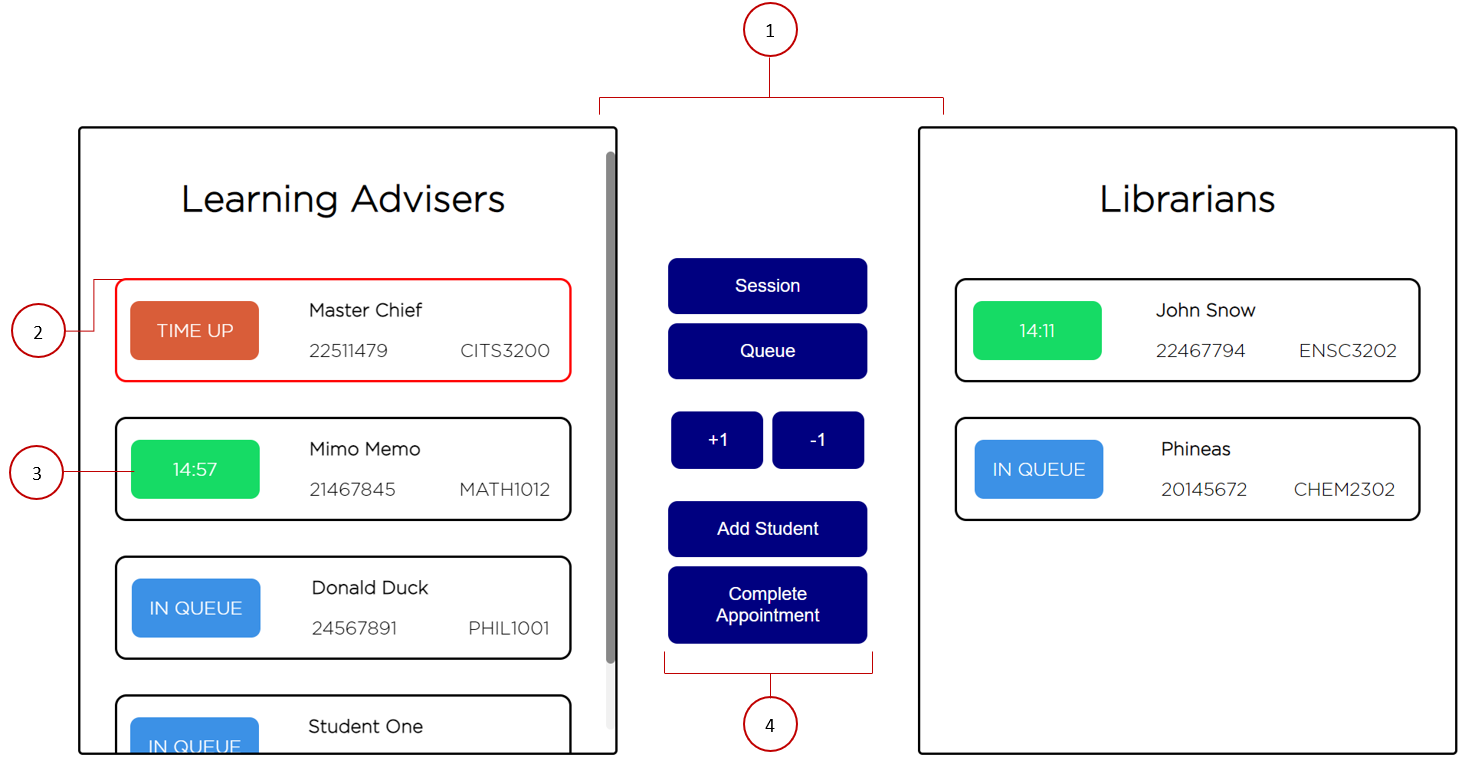 1
Learning Advisers
2
TIME UP
Master Chief
22511479 CITS3200
3
14:57
Mimo Memo
21467845 MATH1012
IN QUEUE
Donald Duck
24567891 PHIL1001
IN QUEUE
Student One
Session
Queue
+1 -1
Add Student
Complete
Appointment
4
Librarians
14:11
John Snow
22467794 ENSC3202
IN QUEUE
Phineas
20145672 CHEM2302